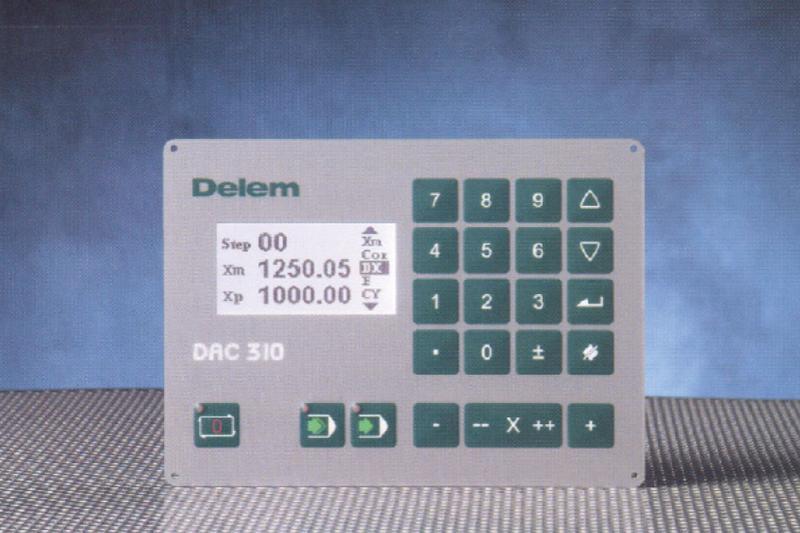 Delem
Step 00
Xm 1250.05
Xp 1000.00
Xm
Cor
DX
F
CY
DAC 310
7 8 9
4 5 6
1 2 3
. 0 ±
0
- -- X ++ +